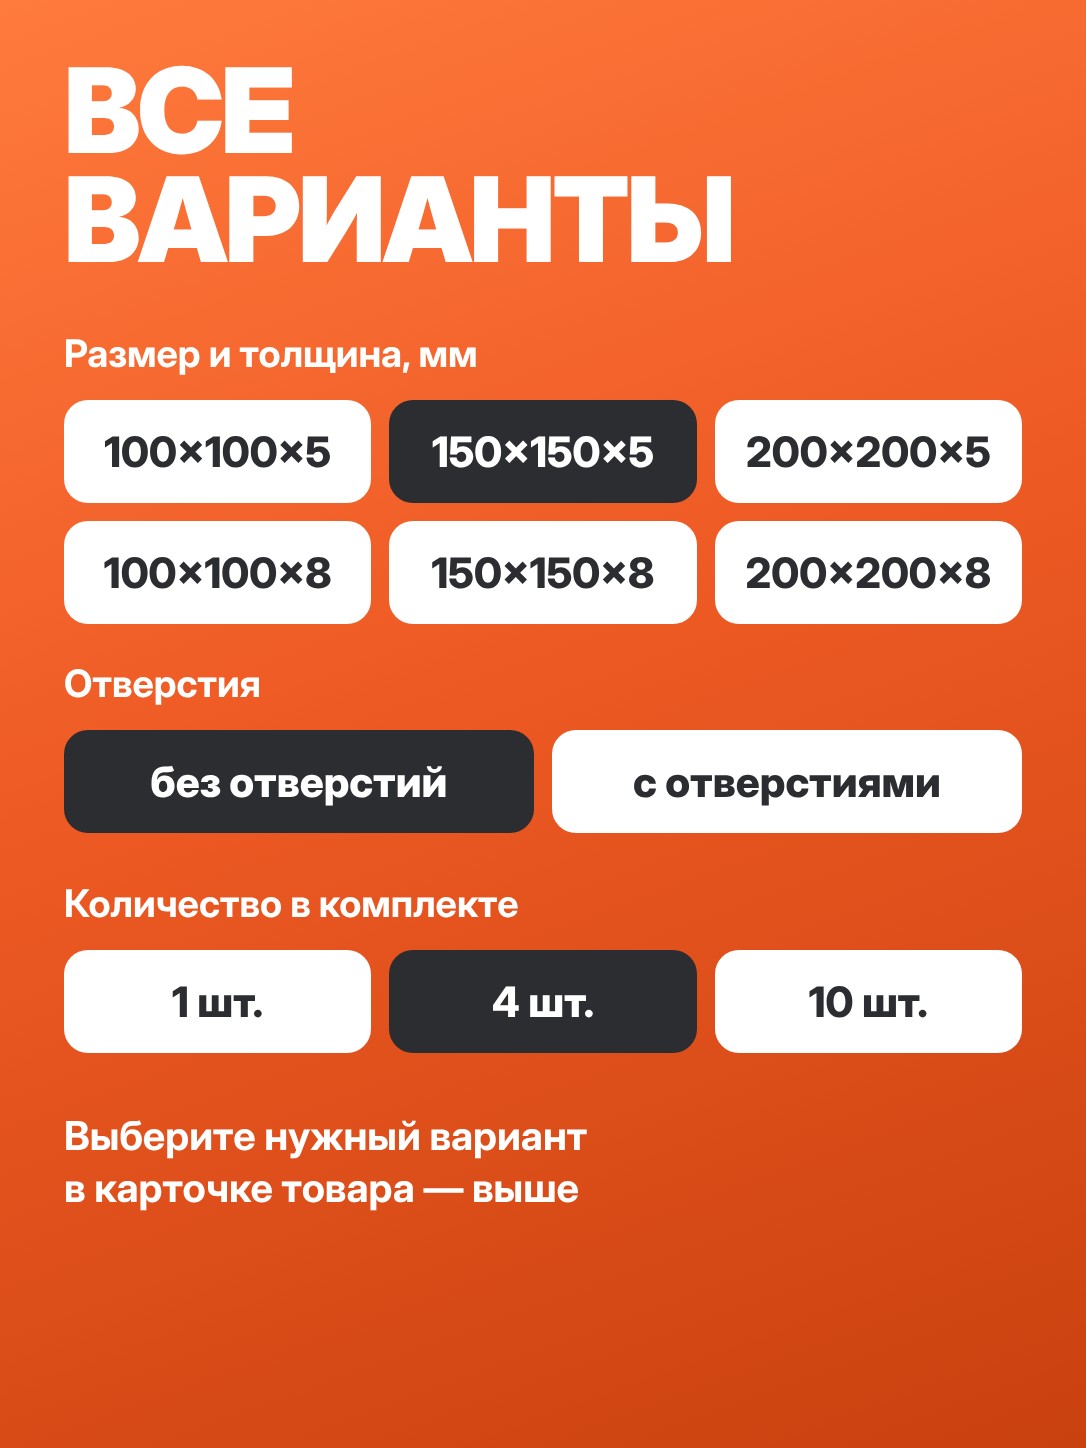 ВСЕ
ВАРИАНТЫ
Размер и толщина, мм
100×100×5 150×150×5 200×200×5
100×100×8 150×150×8 200×200×8
Отверстия
без отверстий с отверстиями
Количество в комплекте
1 шт. 4 шт. 10 шт.
Выберите нужный вариант
в карточке товара — выше